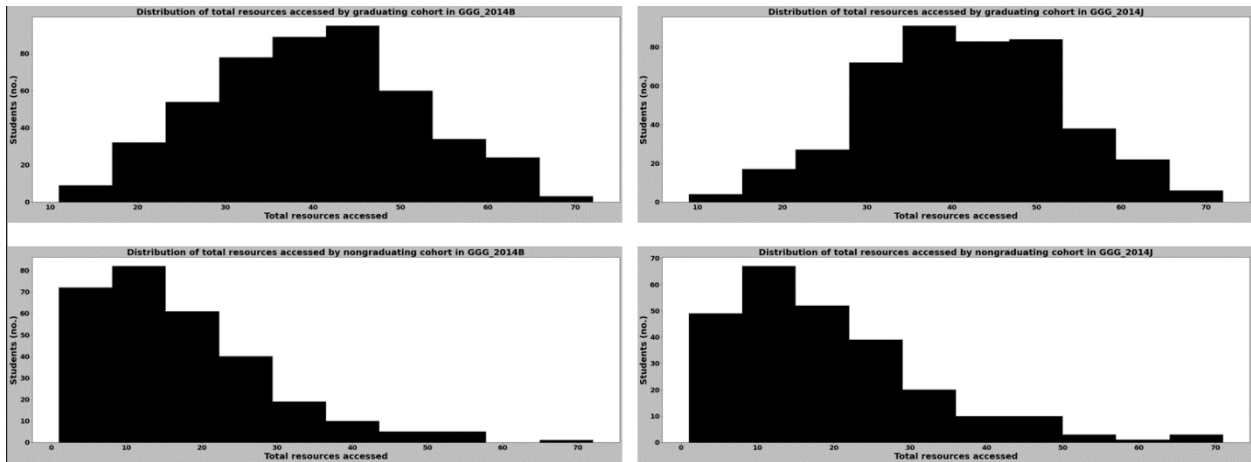 Distribution of total resources accessed by graduating cohort in GGG_2014B
Students (no.)
80
60
40
20
0
10 20 30 40 50 60 70
Total resources accessed
Distribution of total resources accessed by graduating cohort in GGG_2014J
Students (no.)
80
60
40
20
0
10 20 30 40 50 60 70
Total resources accessed
Distribution of total resources accessed by nongraduating cohort in GGG_2014B
Students (no.)
80
70
60
50
40
30
20
10
0
0 10 20 30 40 50 60 70
Total resources accessed
Distribution of total resources accessed by nongraduating cohort in GGG_2014J
Students (no.)
70
60
50
40
30
20
10
0
0 10 20 30 40 50 60 70
Total resources accessed